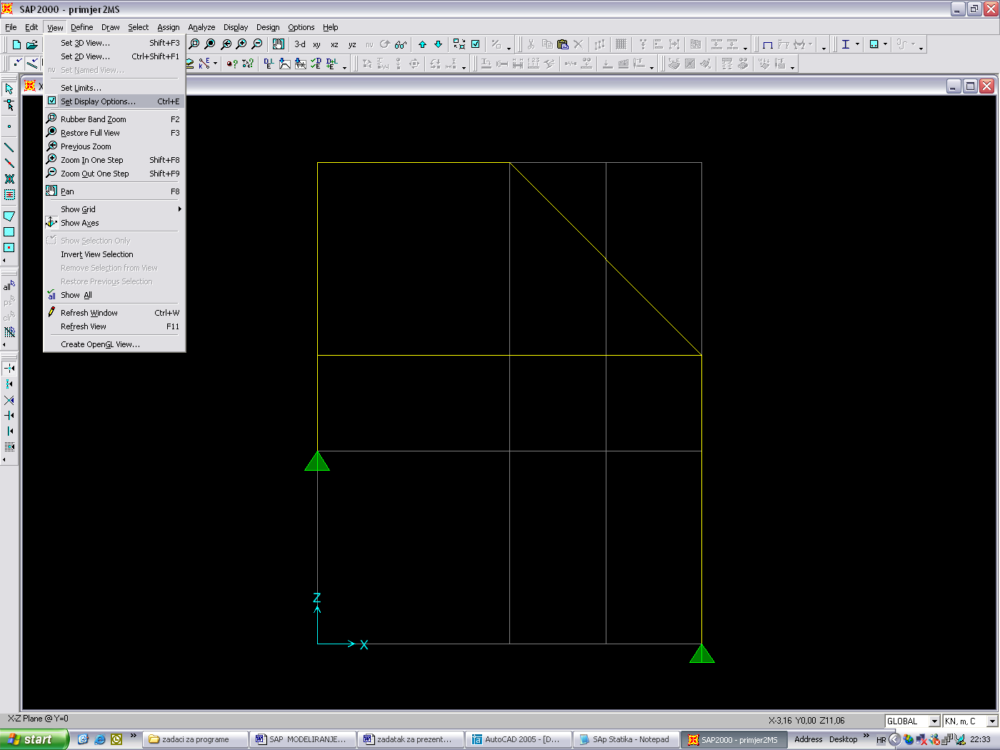 SAP2000 - primjer2MS
File Edit View Define Draw Select Assign Analyze Display Design Options Help
3-d xy xz yz nv
Set 3D View... Shift+F3
Set 2D View... Ctrl+Shift+F1
nv Set Named View...
Set Limits...
Set Display Options... Ctrl+E
Rubber Band Zoom F2
Restore Full View F3
Previous Zoom
Zoom In One Step Shift+F8
Zoom Out One Step Shift+F9
Pan F8
Show Grid
Show Axes
Show Selection Only
Invert View Selection
Remove Selection from View
Restore Previous Selection
all Show All
Refresh Window Ctrl+W
Refresh View F11
Create OpenGL View...
X
all
ps
clr
Z
X
X-Z Plane @ Y=0
X-3,16 Y0,00 Z11,06
GLOBAL
KN, m, C
start
zadaci za programe
SAP MODELIRANJE...
zadatak za prezent...
AutoCAD 2005 - [D...
SAp Statika - Notepad
SAP2000 - primjer2MS
Address Desktop
HR
22:33